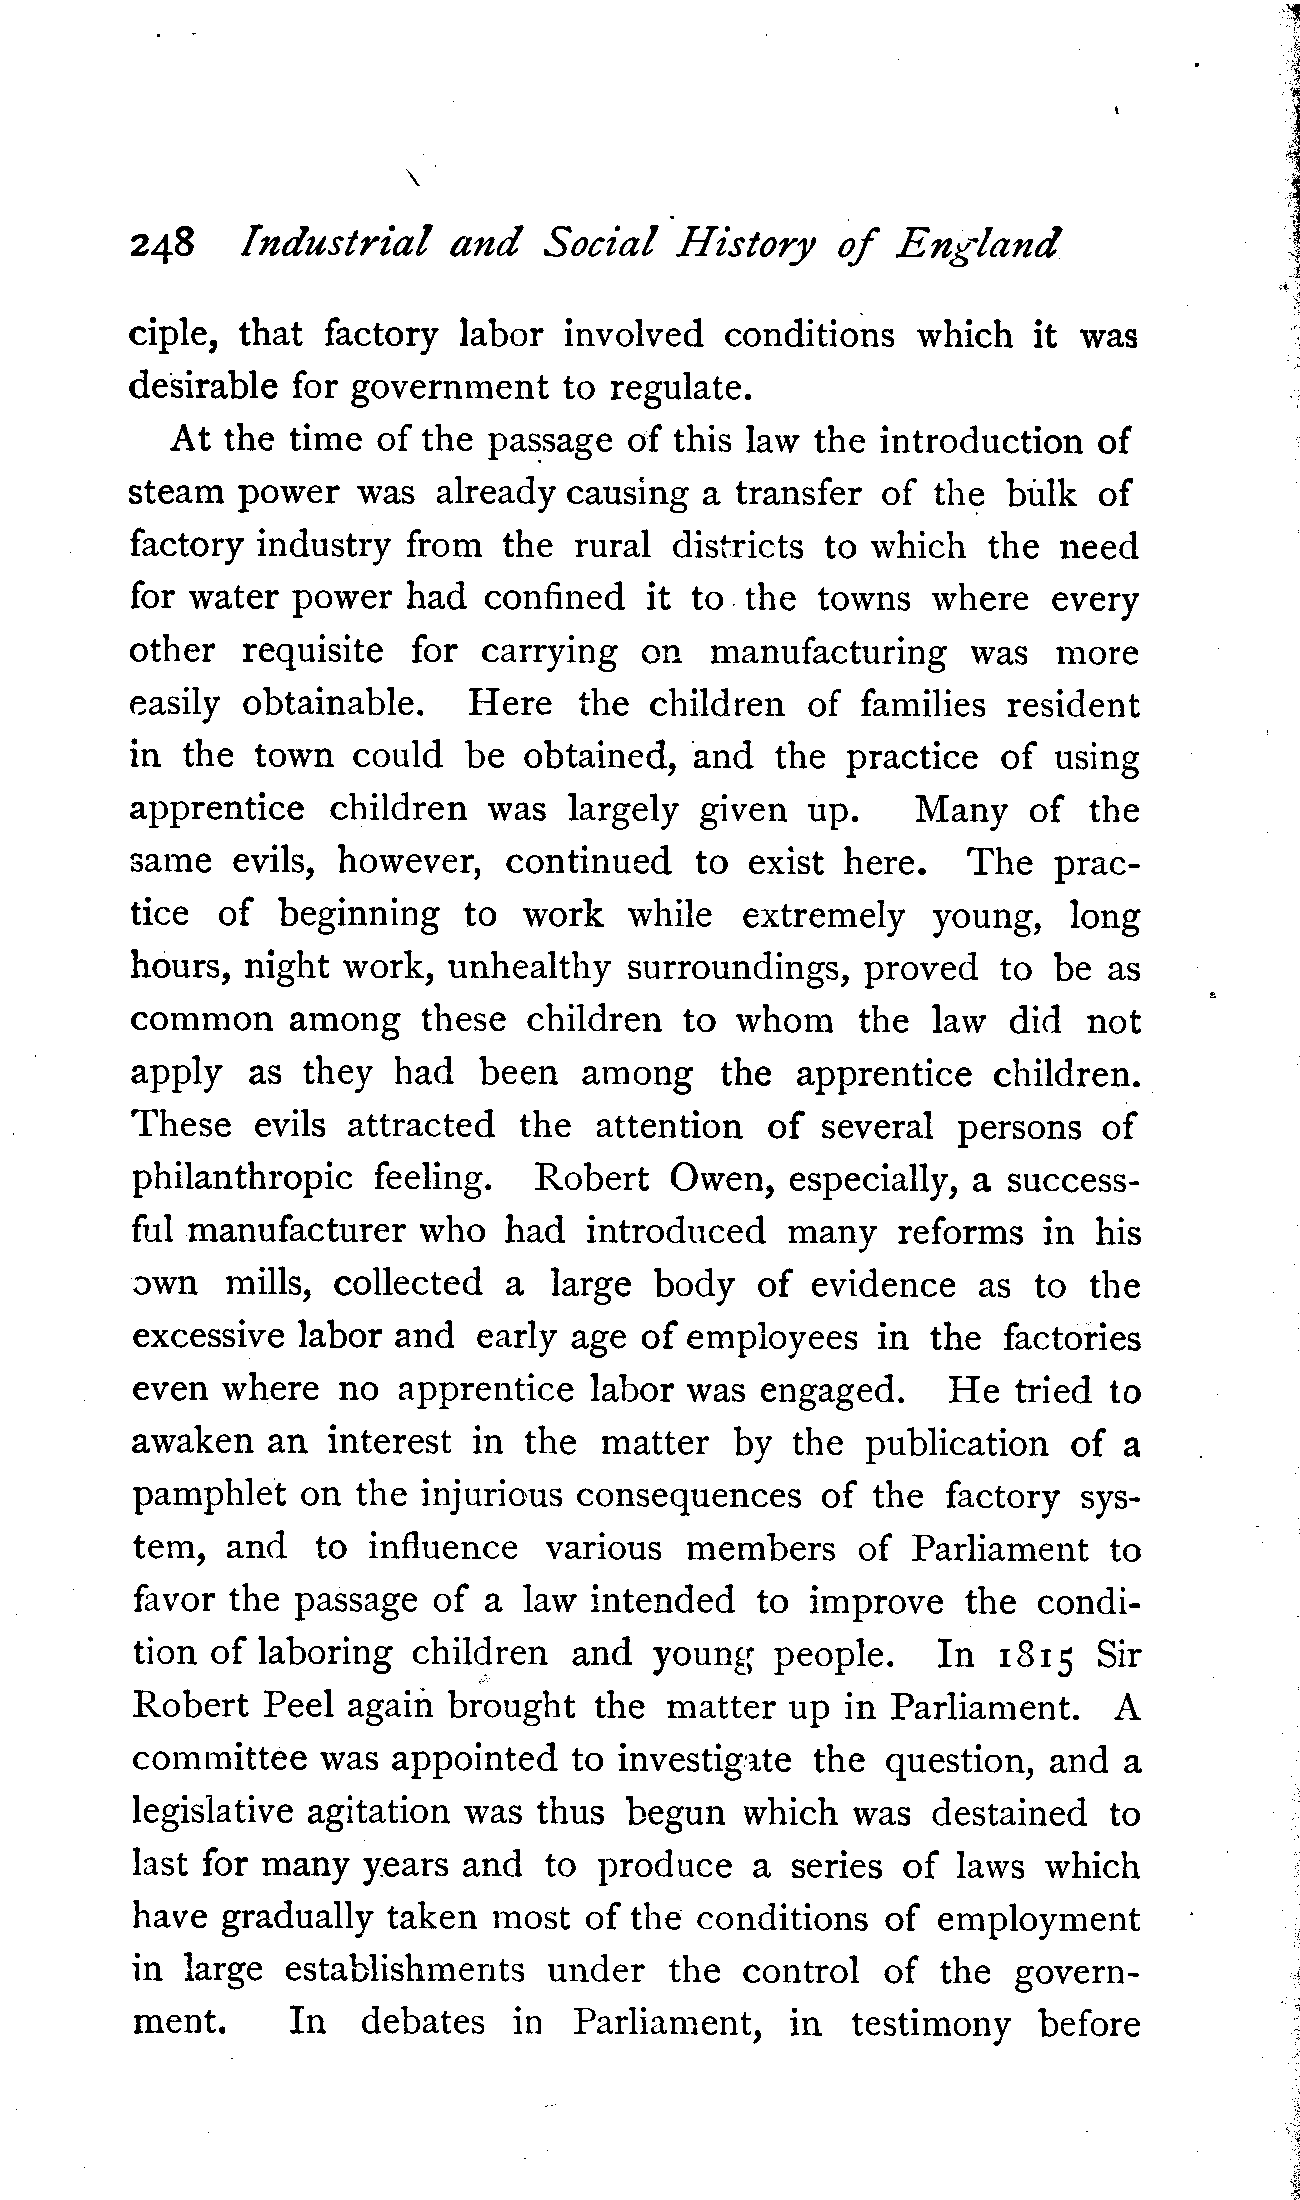 248 Industrial and Social History of England
ciple, that factory labor involved conditions which it was
desirable for government to regulate.
At the time of the passage of this law the introduction of
steam power was already causing a transfer of the bulk of
factory industry from the rural districts to which the need
for water power had confined it to the towns where every
other requisite for carrying on manufacturing was more
easily obtainable. Here the children of families resident
in the town could be obtained, and the practice of using
apprentice children was largely given up. Many of the
same evils, however, continued to exist here. The prac-
tice of beginning to work while extremely young, long
hours, night work, unhealthy surroundings, proved to be as
common among these children to whom the law did not
apply as they had been among the apprentice children.
These evils attracted the attention of several persons of
philanthropic feeling. Robert Owen, especially, a success-
ful manufacturer who had introduced many reforms in his
own mills, collected a large body of evidence as to the
excessive labor and early age of employees in the factories
even where no apprentice labor was engaged. He tried to
awaken an interest in the matter by the publication of a
pamphlet on the injurious consequences of the factory sys-
tem, and to influence various members of Parliament to
favor the passage of a law intended to improve the condi-
tion of laboring children and young people. In 1815 Sir
Robert Peel again brought the matter up in Parliament. A
committee was appointed to investigate the question, and a
legislative agitation was thus begun which was destained to
last for many years and to produce a series of laws which
have gradually taken most of the conditions of employment
in large establishments under the control of the govern-
ment. In debates in Parliament, in testimony before